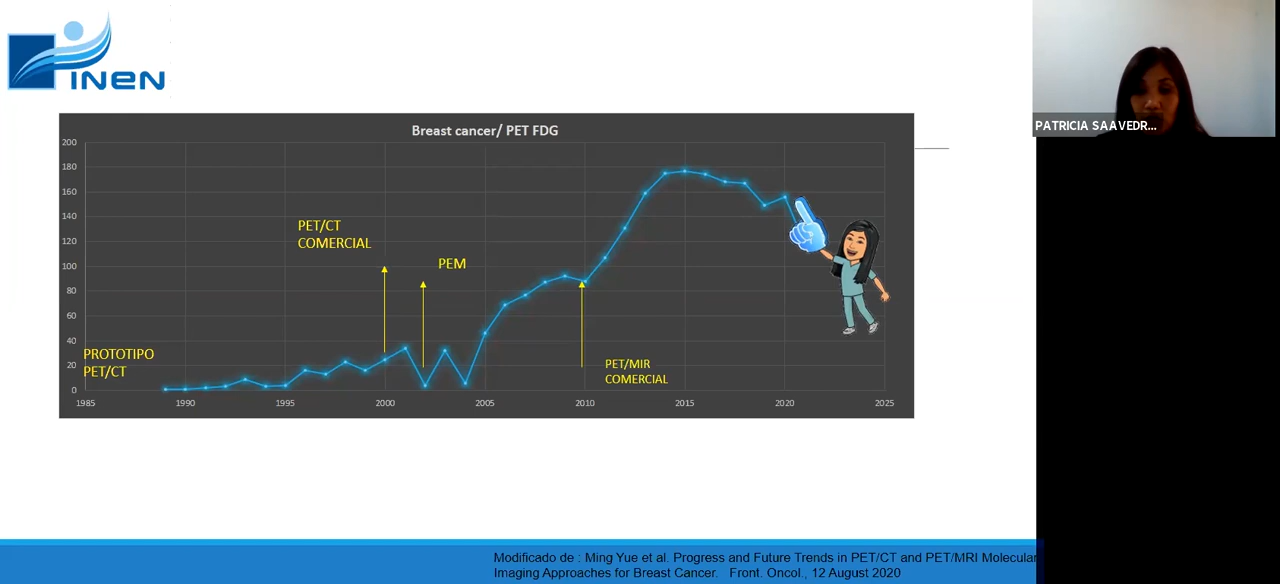 INEN
PATRICIA SAAVEDR...
Breast cancer/ PET FDG
200
180
160
140
120
100
80
60
40
20
0
PET/CT
COMERCIAL
PEM
PROTOTIPO
PET/CT
PET/MIR
COMERCIAL
1985 1990 1995 2000 2005 2010 2015 2020 2025
Modificado de : Ming Yue et al. Progress and Future Trends in PET/CT and PET/MRI Molecular
Imaging Approaches for Breast Cancer. Front. Oncol., 12 August 2020